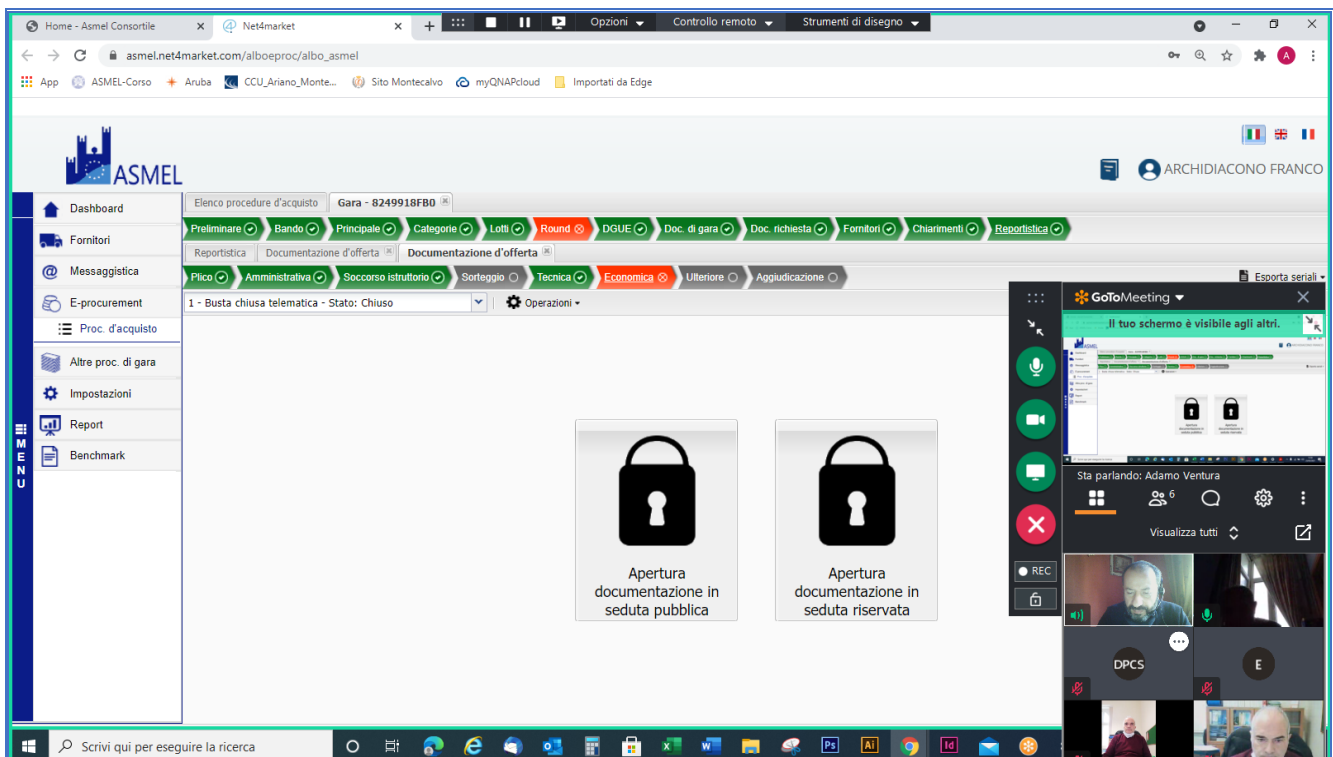 Home - Asmel Consortile
Net4market
Opzioni
Controllo remoto
Strumenti di disegno
asmel.net4market.com/alboeproc/albo_asmel
A
App
ASMEL-Corso
Aruba
CCU_Ariano_Monte...
Sito Montecalvo
myQNAPcloud
Importati da Edge
ASMEL
ARCHIDIACONO FRANCO
MENU
Dashboard
Fornitori
Messaggistica
E-procurement
Proc. d'acquisto
Altre proc. di gara
Impostazioni
Report
Benchmark
Elenco procedure d'acquisto
Gara - 8249918FB0
Preliminare
Bando
Principale
Categorie
Lotti
Round
DGUE
Doc. di gara
Doc. richiesta
Fornitori
Chiarimenti
Reportistica
Reportistica
Documentazione d'offerta
Documentazione d'offerta
Plico
Amministrativa
Soccorso istruttorio
Sorteggio
Tecnica
Economica
Ulteriore
Aggiudicazione
Esporta seriali
1 - Busta chiusa telematica - Stato: Chiuso
Operazioni
Apertura
documentazione in
seduta pubblica
Apertura
documentazione in
seduta riservata
GoToMeeting
Il tuo schermo è visibile agli altri.
REC
Sta parlando: Adamo Ventura
6
Visualizza tutti
DPCS
E
Scrivi qui per eseguire la ricerca
Ps
Ai
Id